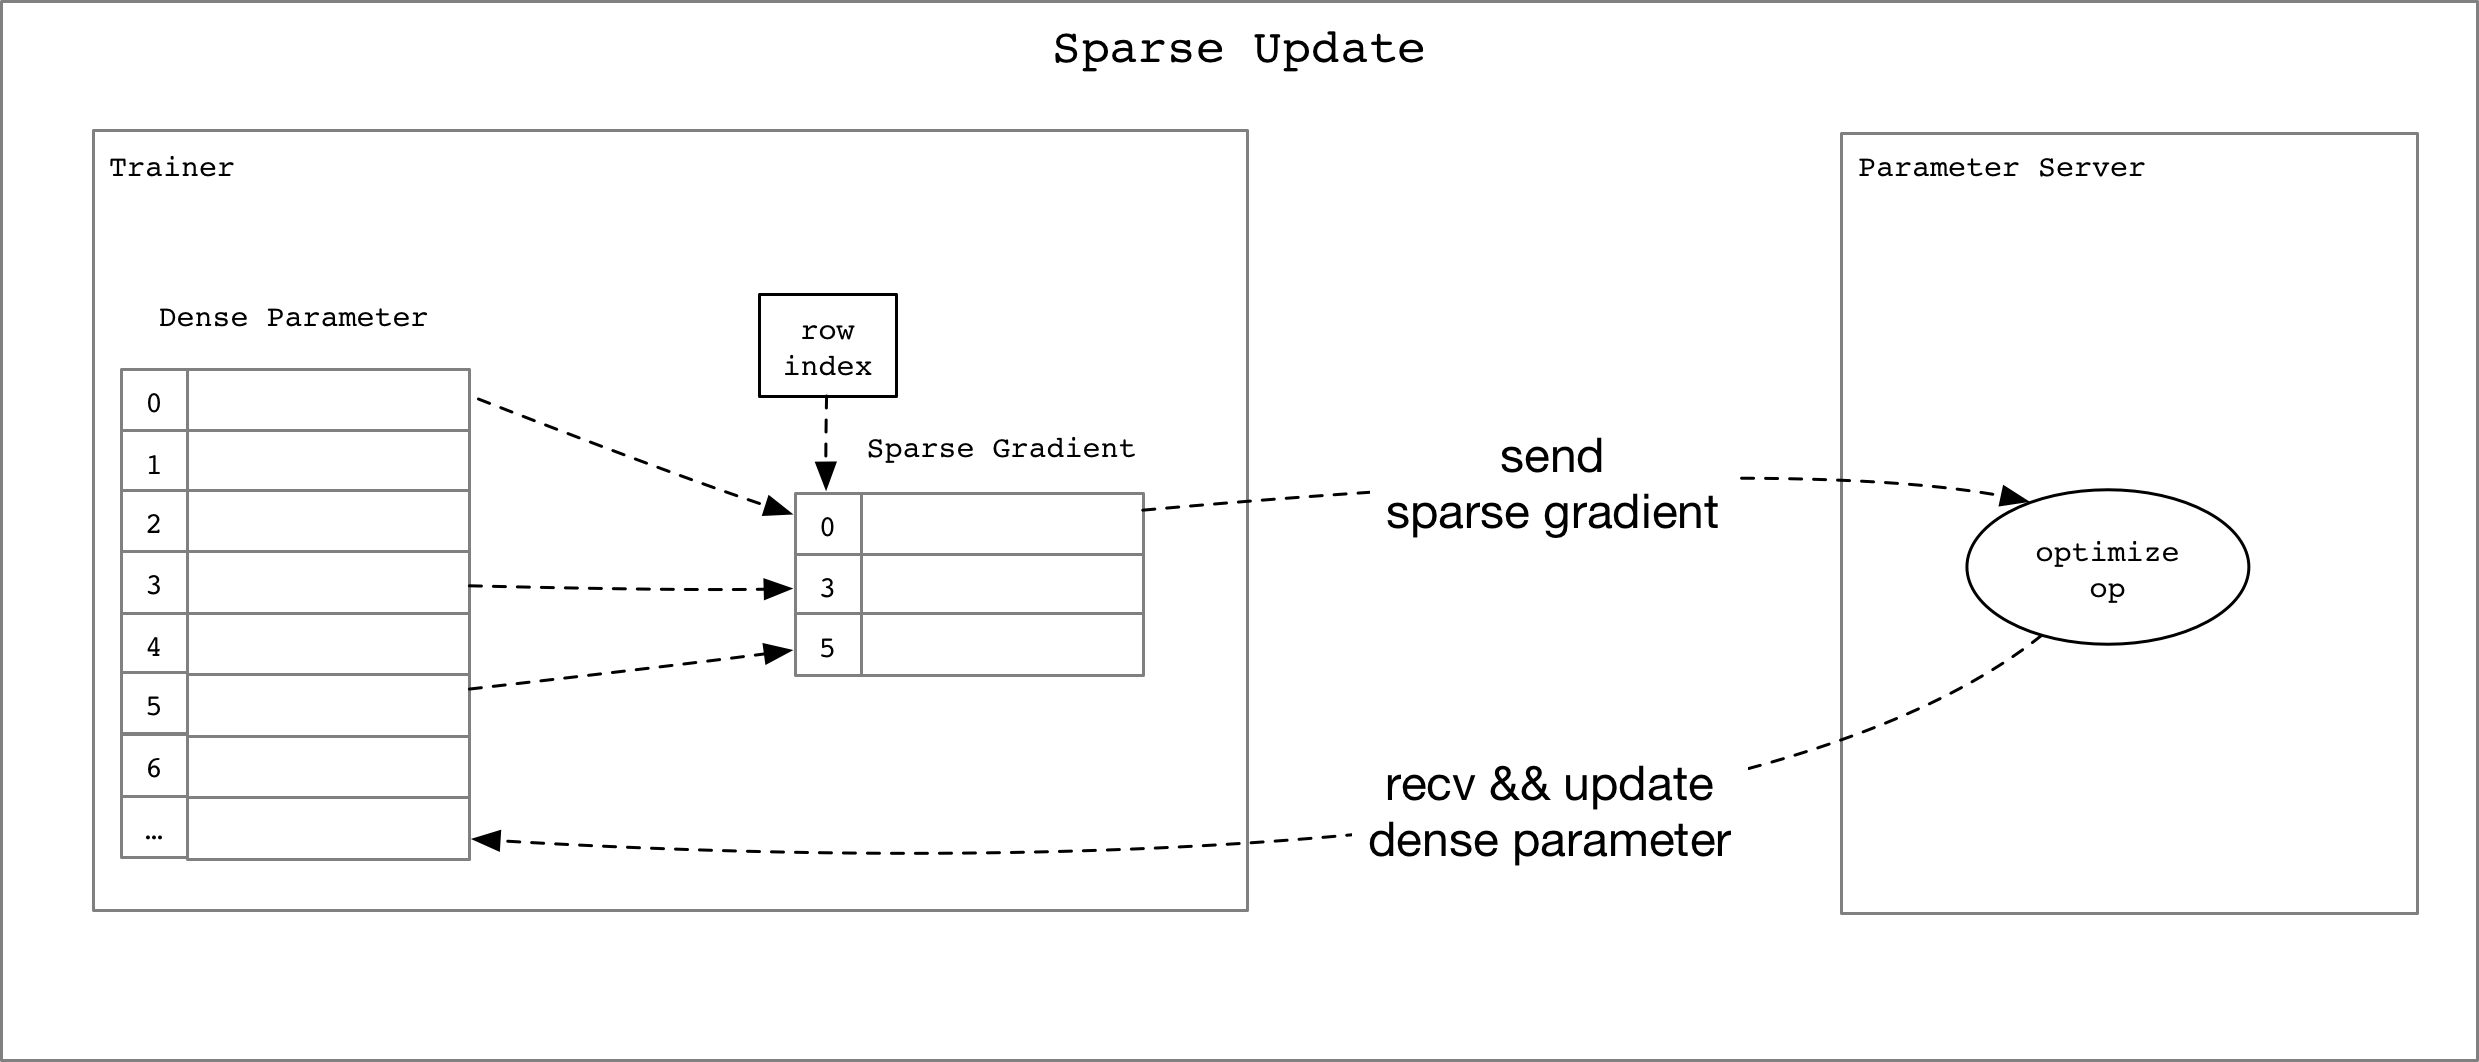 Sparse Update
Trainer
Parameter Server
Dense Parameter
0
1
2
3
4
5
6
…
row
index
Sparse Gradient
0
3
5
send
sparse gradient
optimize
op
recv && update
dense parameter